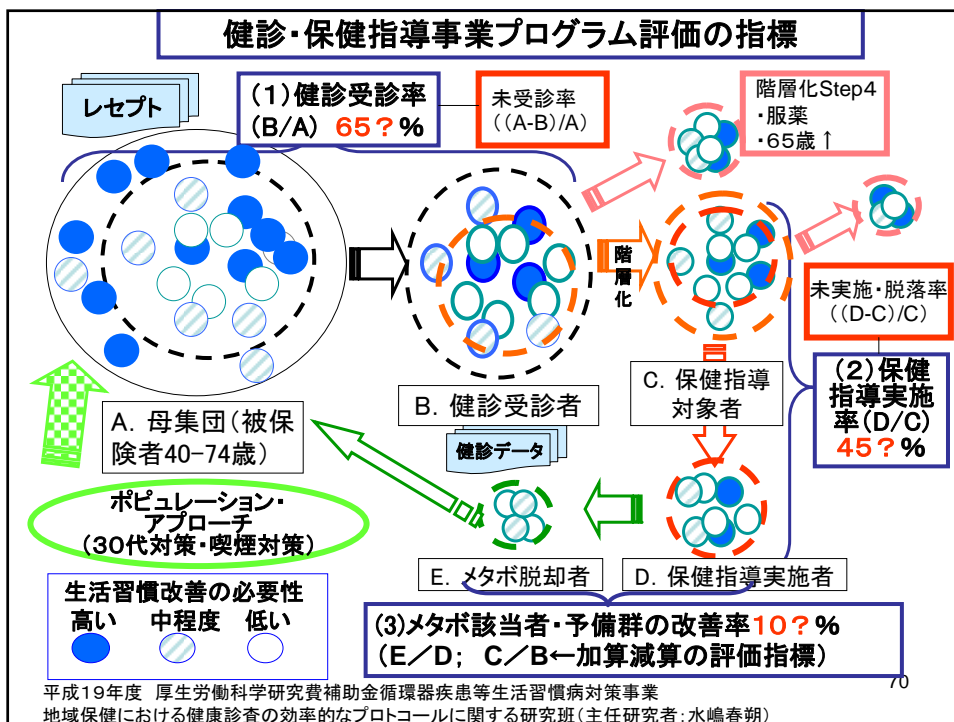 健診・保健指導事業プログラム評価の指標
レセプト
(1)健診受診率
(B/A) 65?%
未受診率
((A-B)/A)
階層化Step4
・服薬
・65歳↑
階層化
未実施・脱落率
((D-C)/C)
(2)保健
指導実施
率(D/C)
45?%
A. 母集団(被保
険者40-74歳)
B. 健診受診者
健診データ
C. 保健指導
対象者
ポピュレーション・
アプローチ
(30代対策・喫煙対策)
E. メタボ脱却者
D. 保健指導実施者
生活習慣改善の必要性
高い 中程度 低い
(3)メタボ該当者・予備群の改善率10?%
(E/D; C/B←加算減算の評価指標)
70
平成19年度 厚生労働科学研究費補助金循環器疾患等生活習慣病対策事業
地域保健における健康診査の効率的なプロトコールに関する研究班(主任研究者:水嶋春朔)